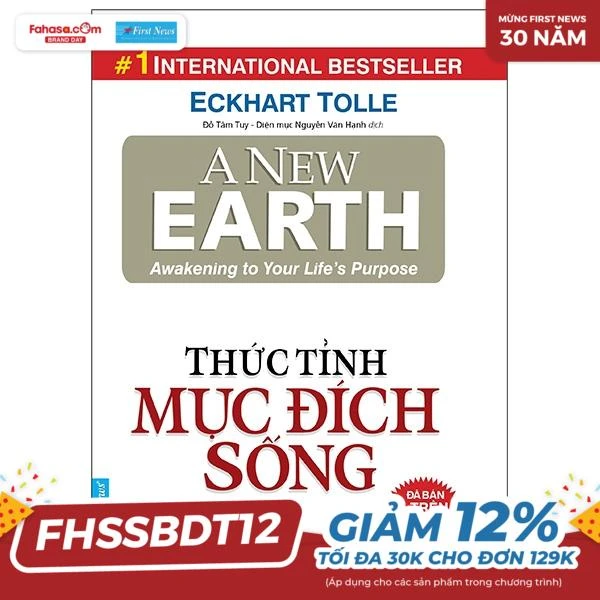 Fahasa.com
BRAND DAY
First News
MỪNG FIRST NEWS
30 NĂM
#1 INTERNATIONAL BESTSELLER
ECKHART TOLLE
Đỗ Tâm Tuy - Diện mục Nguyễn Văn Hạnh dịch
A NEW
EARTH
Awakening to Your Life's Purpose
THỨC TỈNH
MỤC ĐÍCH
SỐNG
ews
ĐÃ BÁN
TRÊN
FHSSBDT12
GIẢM 12%
TỐI ĐA 30K CHO ĐƠN 129K
(Áp dụng cho các sản phẩm trong chương trình)